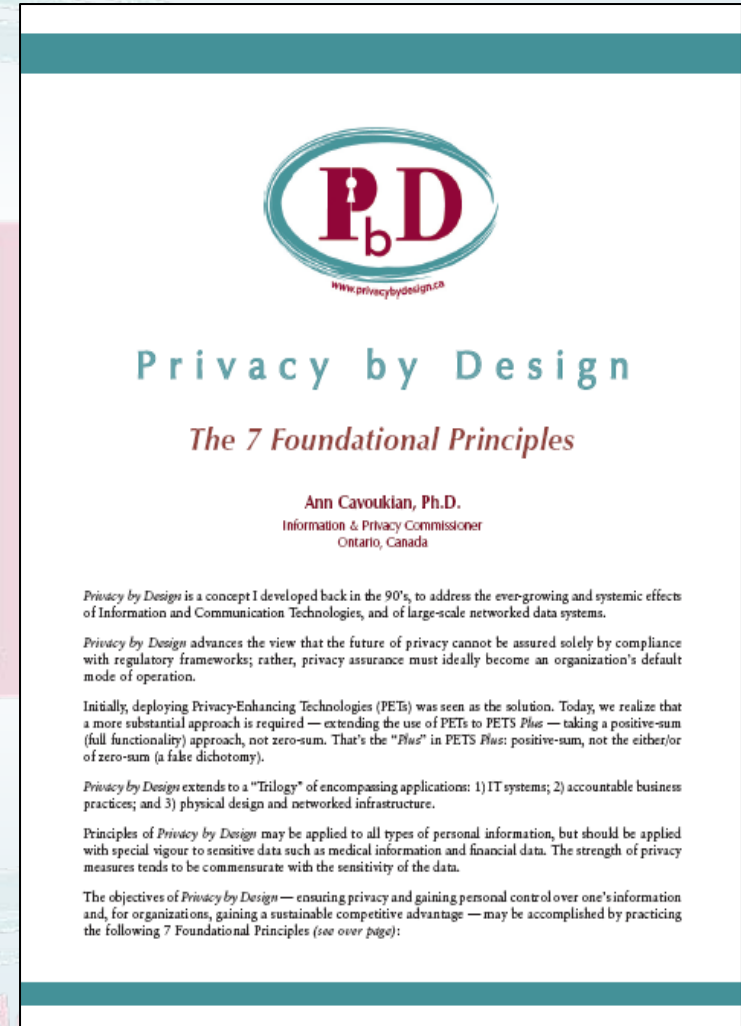 PbD
www.privacybydesign.ca
Privacy by Design
The 7 Foundational Principles
Ann Cavoukian, Ph.D.
Information & Privacy Commissioner
Ontario, Canada
Privacy by Design is a concept I developed back in the 90's, to address the ever-growing and systemic effects
of Information and Communication Technologies, and of large-scale networked data systems.
Privacy by Design advances the view that the future of privacy cannot be assured solely by compliance
with regulatory frameworks; rather, privacy assurance must ideally become an organization's default
mode of operation.
Initially, deploying Privacy-Enhancing Technologies (PETs) was seen as the solution. Today, we realize that
a more substantial approach is required — extending the use of PETs to PETS Plus — taking a positive-sum
(full functionality) approach, not zero-sum. That's the “Plus” in PETS Plus: positive-sum, not the either/or
of zero-sum (a false dichotomy).
Privacy by Design extends to a “Trilogy” of encompassing applications: 1) IT systems; 2) accountable business
practices; and 3) physical design and networked infrastructure.
Principles of Privacy by Design may be applied to all types of personal information, but should be applied
with special vigour to sensitive data such as medical information and financial data. The strength of privacy
measures tends to be commensurate with the sensitivity of the data.
The objectives of Privacy by Design — ensuring privacy and gaining personal control over one's information
and, for organizations, gaining a sustainable competitive advantage — may be accomplished by practicing
the following 7 Foundational Principles (see over page):